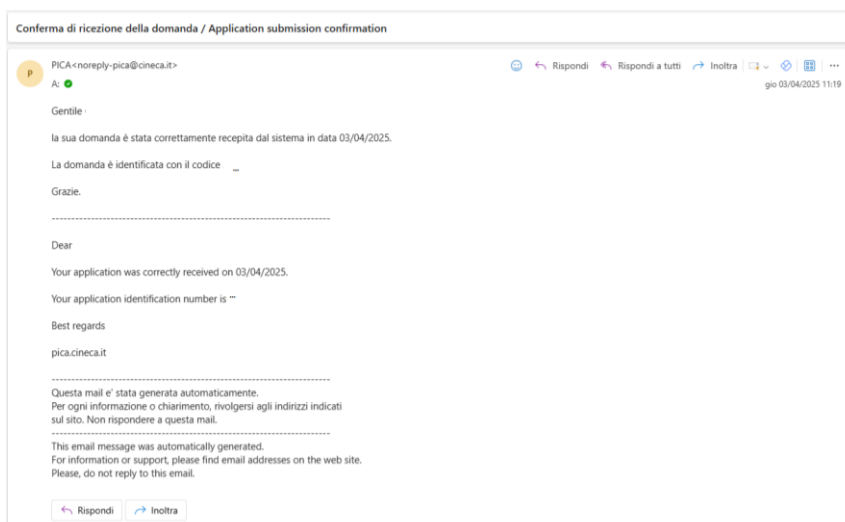 Conferma di ricezione della domanda / Application submission confirmation
P
PICA<noreply-pica@cineca.it>
Rispondi Rispondi a tutti Inoltra
A:
gio 03/04/2025 11:19
Gentile
la sua domanda è stata correttamente recepita dal sistema in data 03/04/2025.
La domanda è identificata con il codice
Grazie.
----------------------------------------------------------------------
Dear
Your application was correctly received on 03/04/2025.
Your application identification number is
Best regards
pica.cineca.it
----------------------------------------------------------------------
Questa mail e' stata generata automaticamente.
Per ogni informazione o chiarimento, rivolgersi agli indirizzi indicati
sul sito. Non rispondere a questa mail.
----------------------------------------------------------------------
This email message was automatically generated.
For information or support, please find email addresses on the web site.
Please, do not reply to this email.
Rispondi Inoltra